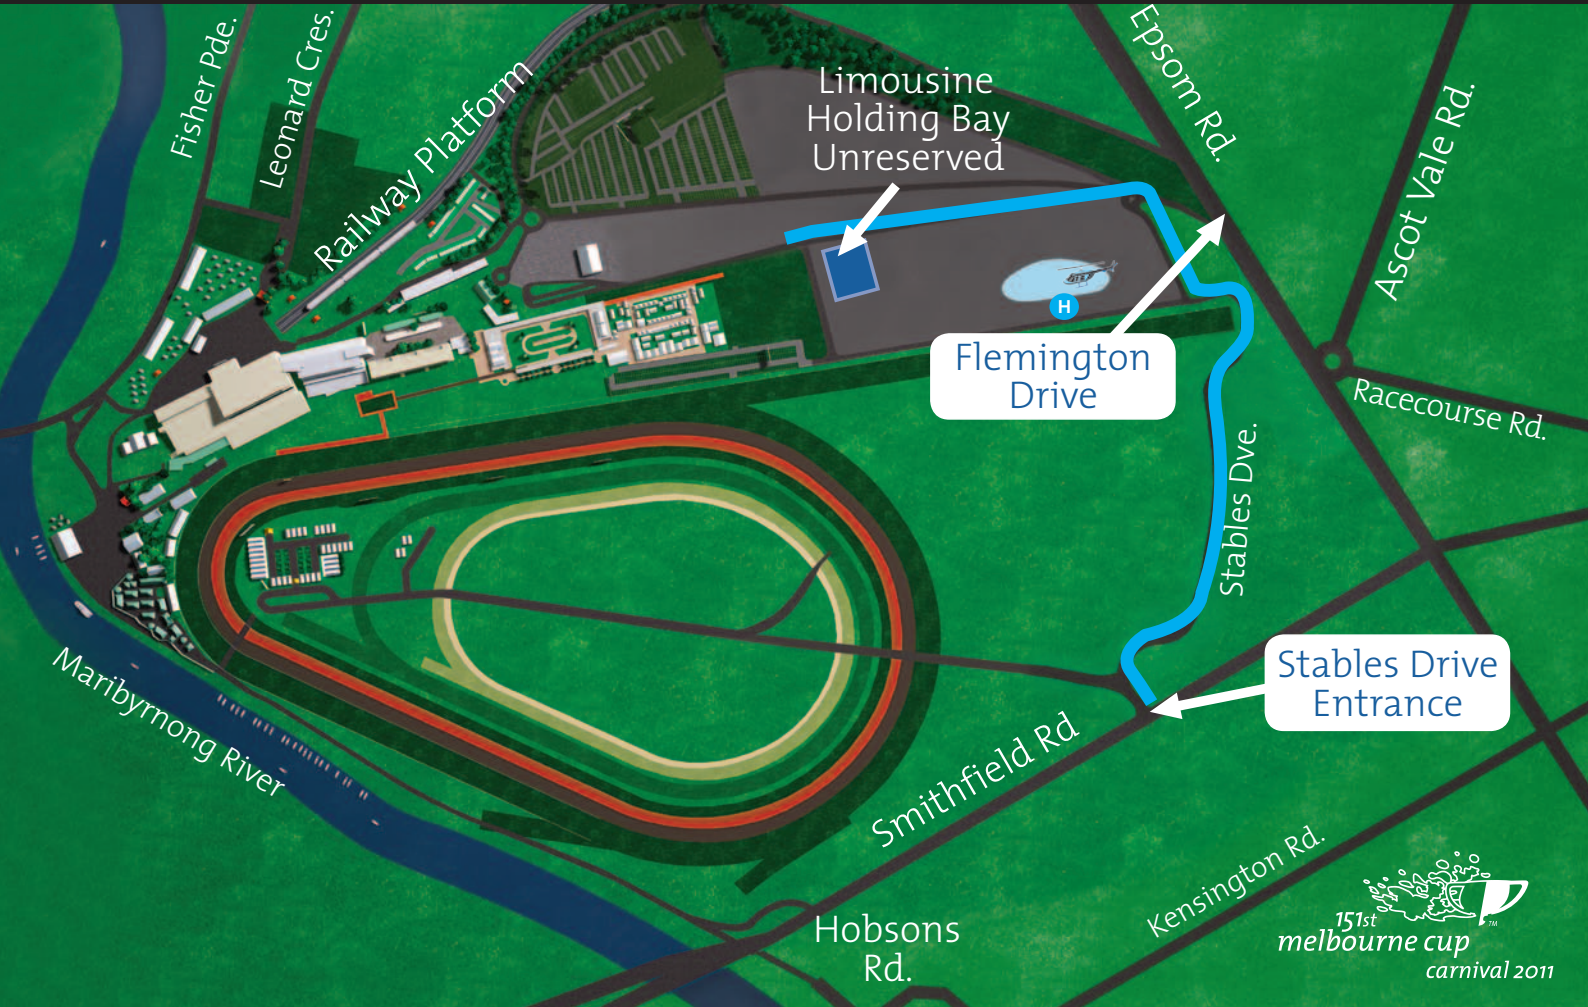 Fisher Pde.
Leonard Cres.
Railway Platform
Limousine
Holding Bay
Unreserved
Epsom Rd.
Ascot Vale Rd.
H
Flemington
Drive
Racecourse Rd.
Stables Dve.
Stables Drive
Entrance
Maribyrnong River
Smithfield Rd
Hobsons
Rd.
Kensington Rd.
TM
151st
melbourne cup
carnival 2011